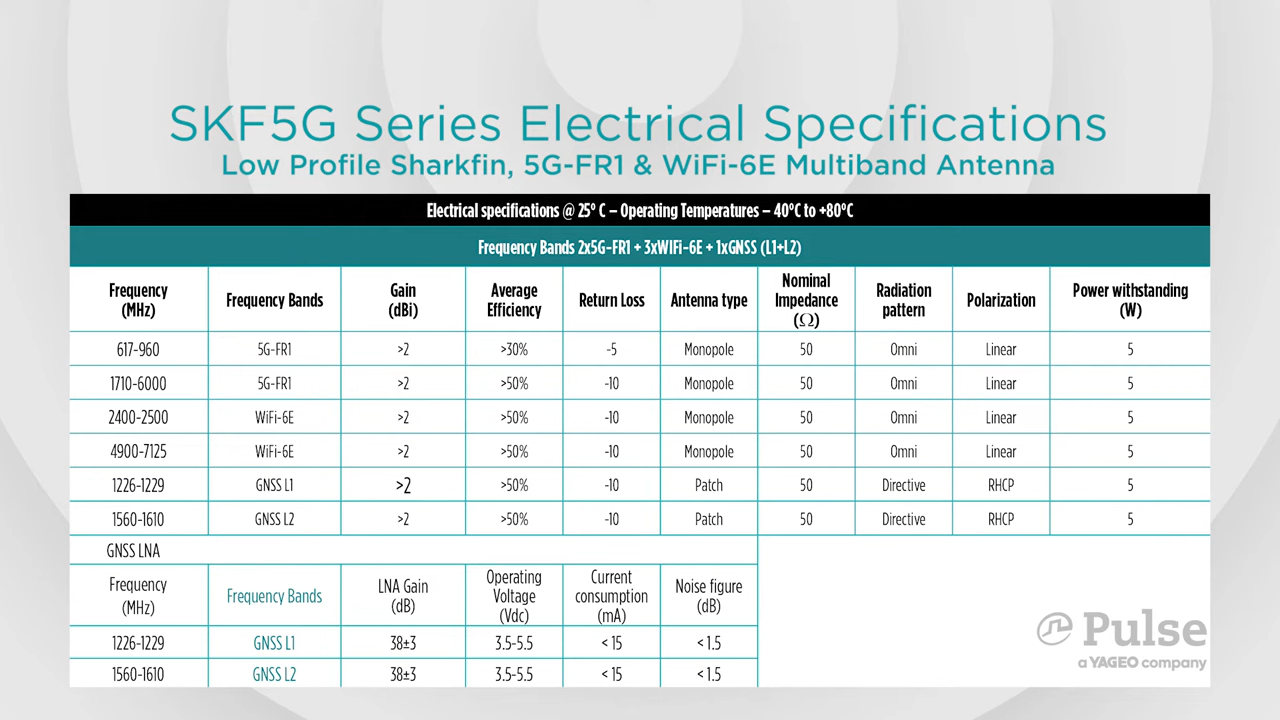 SKF5G Series Electrical Specifications
Low Profile Sharkfin, 5G-FR1 & WiFi-6E Multiband Antenna
Electrical specifications @ 25º C – Operating Temperatures – 40ºC to +80ºC
Frequency Bands 2x5G-FR1 + 3xWIFi-6E + 1xGNSS (L1+L2)
Frequency (MHz) Frequency Bands Gain (dBi) Average Efficiency Return Loss Antenna type Nominal Impedance (Ω) Radiation pattern Polarization Power withstanding (W)
617-960 5G-FR1 >2 >30% -5 Monopole 50 Omni Linear 5
1710-6000 5G-FR1 >2 >50% -10 Monopole 50 Omni Linear 5
2400-2500 WiFi-6E >2 >50% -10 Monopole 50 Omni Linear 5
4900-7125 WiFi-6E >2 >50% -10 Monopole 50 Omni Linear 5
1226-1229 GNSS L1 >2 >50% -10 Patch 50 Directive RHCP 5
1560-1610 GNSS L2 >2 >50% -10 Patch 50 Directive RHCP 5
GNSS LNA
Frequency (MHz) Frequency Bands LNA Gain (dB) Operating Voltage (Vdc) Current consumption (mA) Noise figure (dB)
1226-1229 GNSS L1 38±3 3.5-5.5 < 15 < 1.5
1560-1610 GNSS L2 38±3 3.5-5.5 < 15 < 1.5
Pulse
a YAGEO company